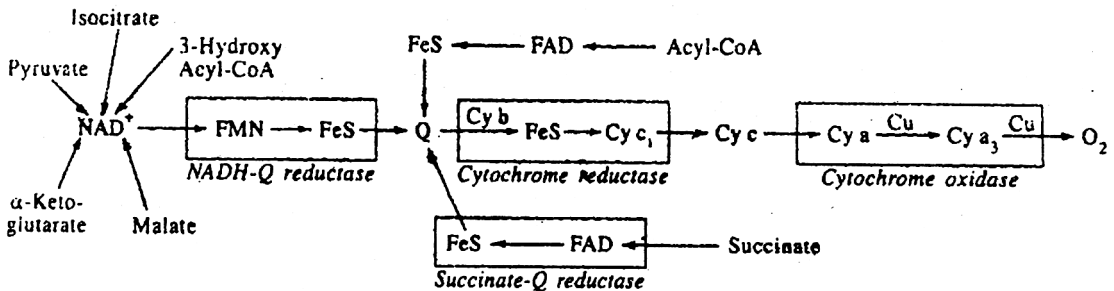 Isocitrate
3-Hydroxy
Acyl-CoA
Pyruvate
FeS FAD Acyl-CoA
NAD+ FMN FeS Q Cy b FeS Cy c₁ Cy c Cy a Cu Cy a₃ Cu O₂
NADH-Q reductase Cytochrome reductase Cytochrome oxidase
α-Keto-
glutarate Malate
FeS FAD Succinate
Succinate-Q reductase